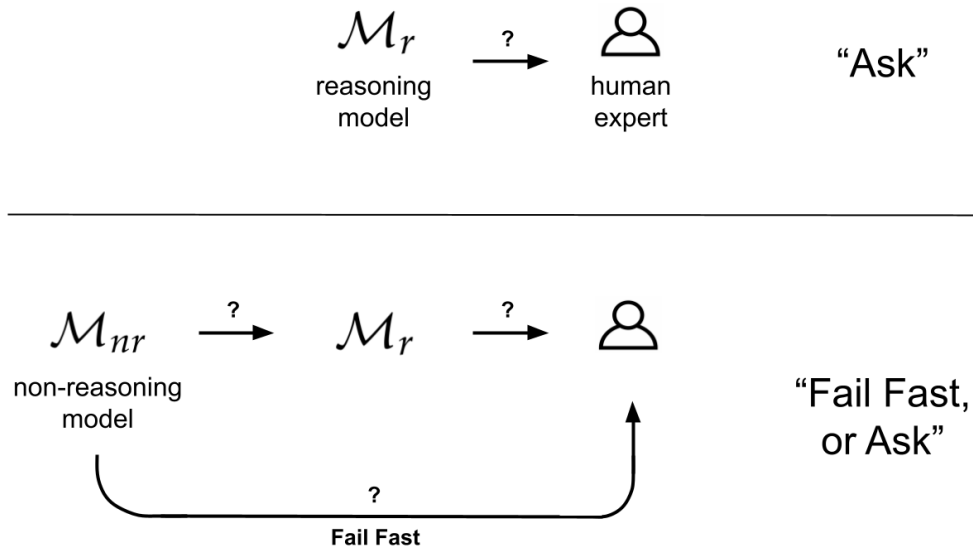 ℳr ? “Ask”
reasoning human
model expert
ℳnr ? ℳr ?
non-reasoning
model
“Fail Fast,
or Ask”
?
Fail Fast